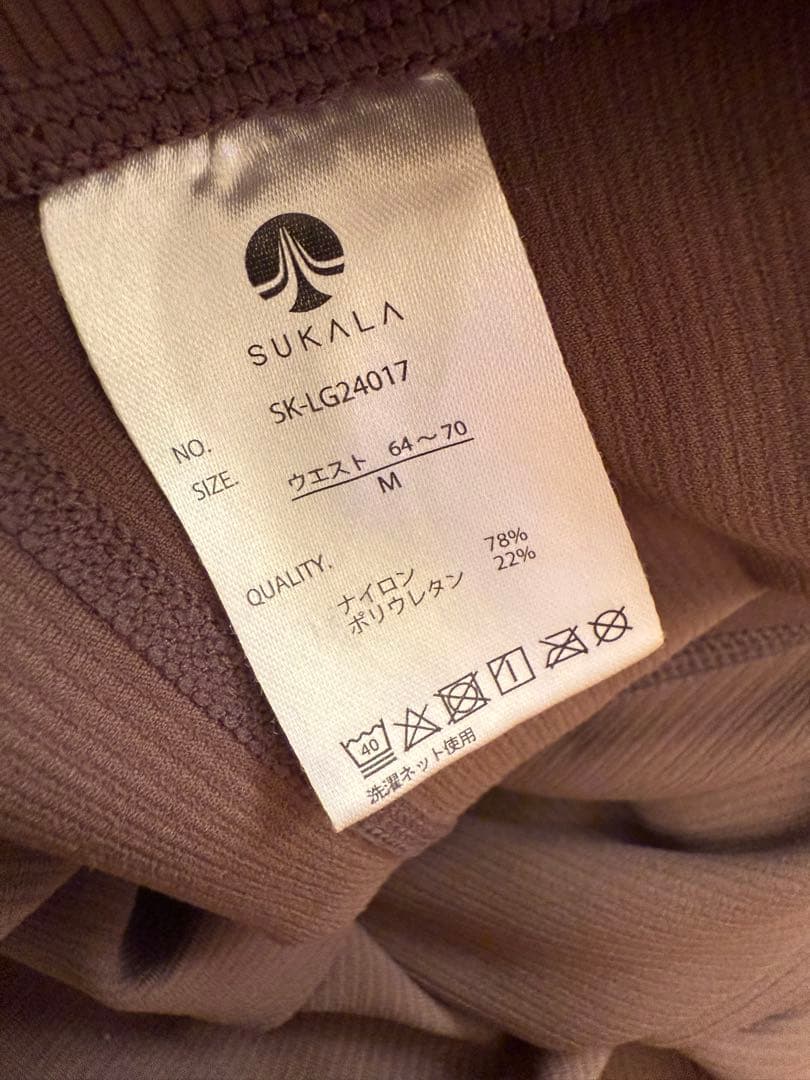 SUKALA
NO. SK-LG24017
SIZE. ウエスト 64～70
M
QUALITY.
ナイロン 78%
ポリウレタン 22%
40
洗濯ネット使用